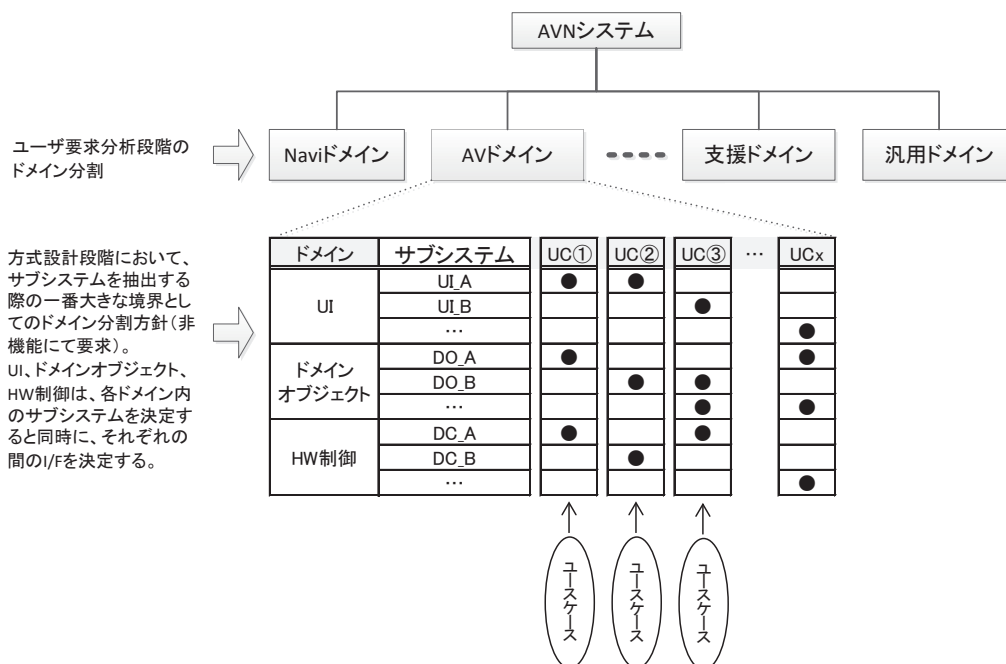 AVNシステム
ユーザ要求分析段階の
ドメイン分割
Naviドメイン
AVドメイン
支援ドメイン
汎用ドメイン
方式設計段階において、
サブシステムを抽出する
際の一番大きな境界とし
てのドメイン分割方針(非
機能にて要求)。
UI、ドメインオブジェクト、
HW制御は、各ドメイン内
のサブシステムを決定す
ると同時に、それぞれの
間のI/Fを決定する。
ドメイン サブシステム UC① UC② UC③ … UCx
UI
UI_A ● ●
UI_B ●
… ●
ドメイン
オブジェクト
DO_A ● ●
DO_B ● ●
… ● ●
HW制御
DC_A ● ●
DC_B ●
… ●
ユースケース
ユースケース
ユースケース